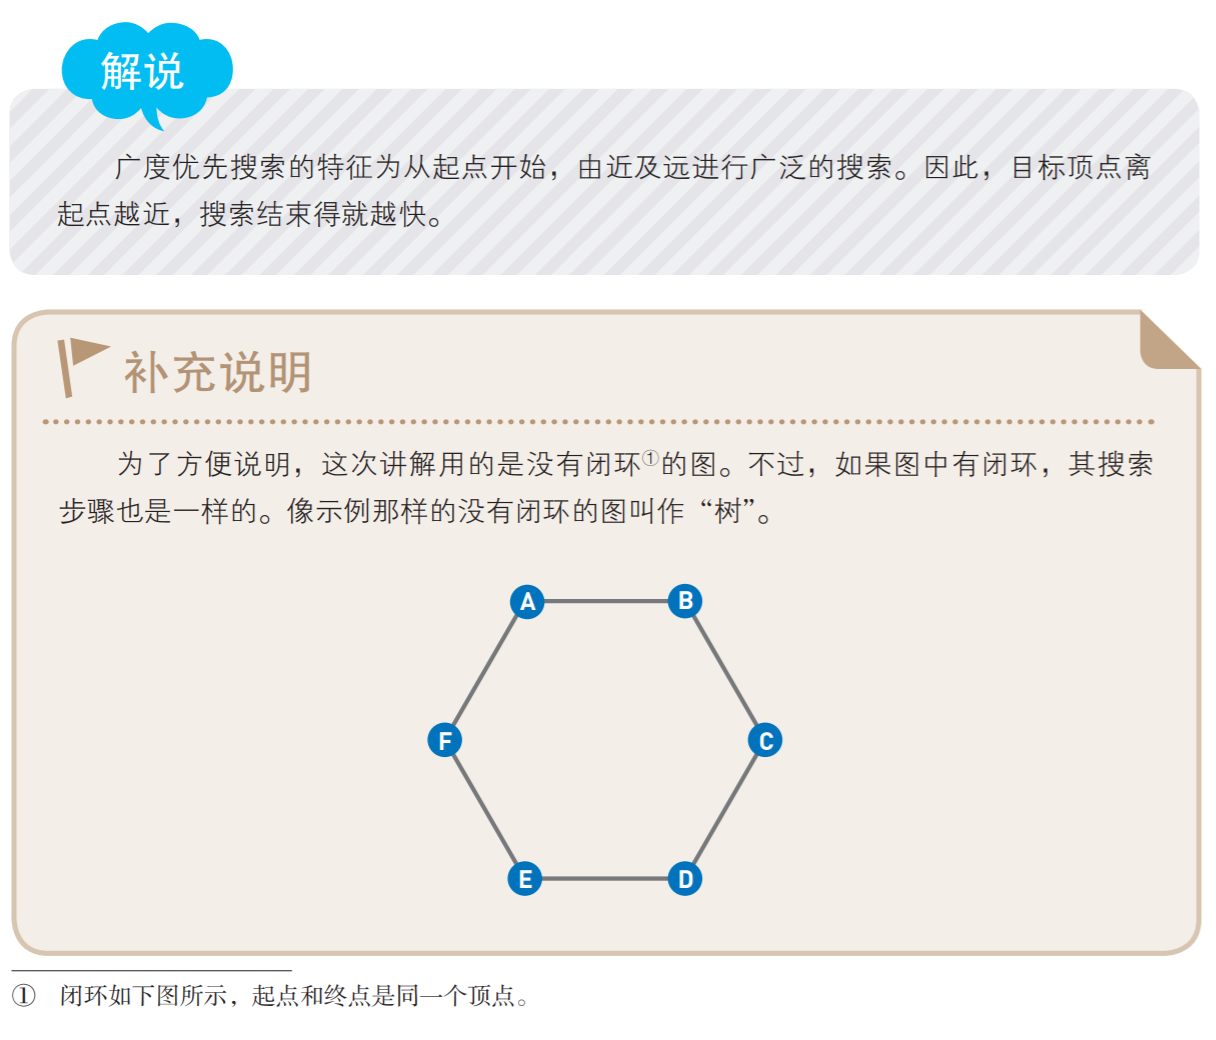 解说
广度优先搜索的特征为从起点开始，由近及远进行广泛的搜索。因此，目标顶点离
起点越近，搜索结束得就越快。
补充说明
为了方便说明，这次讲解用的是没有闭环①的图。不过，如果图中有闭环，其搜索
步骤也是一样的。像示例那样的没有闭环的图叫作“树”。
A
B
F
C
E
D
① 闭环如下图所示，起点和终点是同一个顶点。